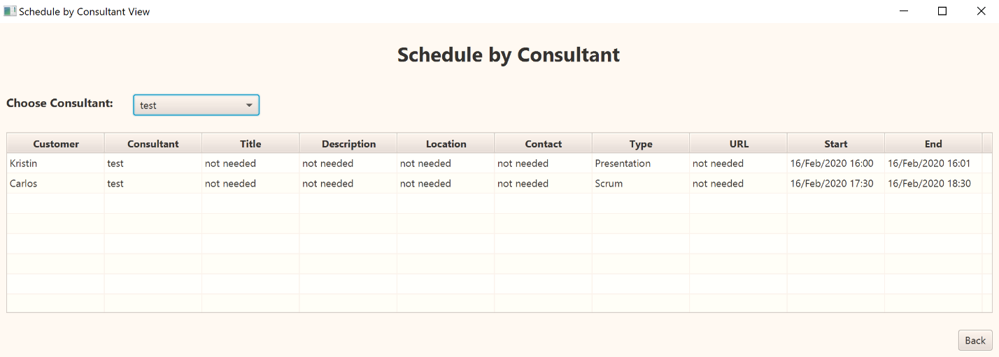 Schedule by Consultant View
Schedule by Consultant
Choose Consultant: test
Customer Consultant Title Description Location Contact Type URL Start End
Kristin test not needed not needed not needed not needed Presentation not needed 16/Feb/2020 16:00 16/Feb/2020 16:01
Carlos test not needed not needed not needed not needed Scrum not needed 16/Feb/2020 17:30 16/Feb/2020 18:30
Back